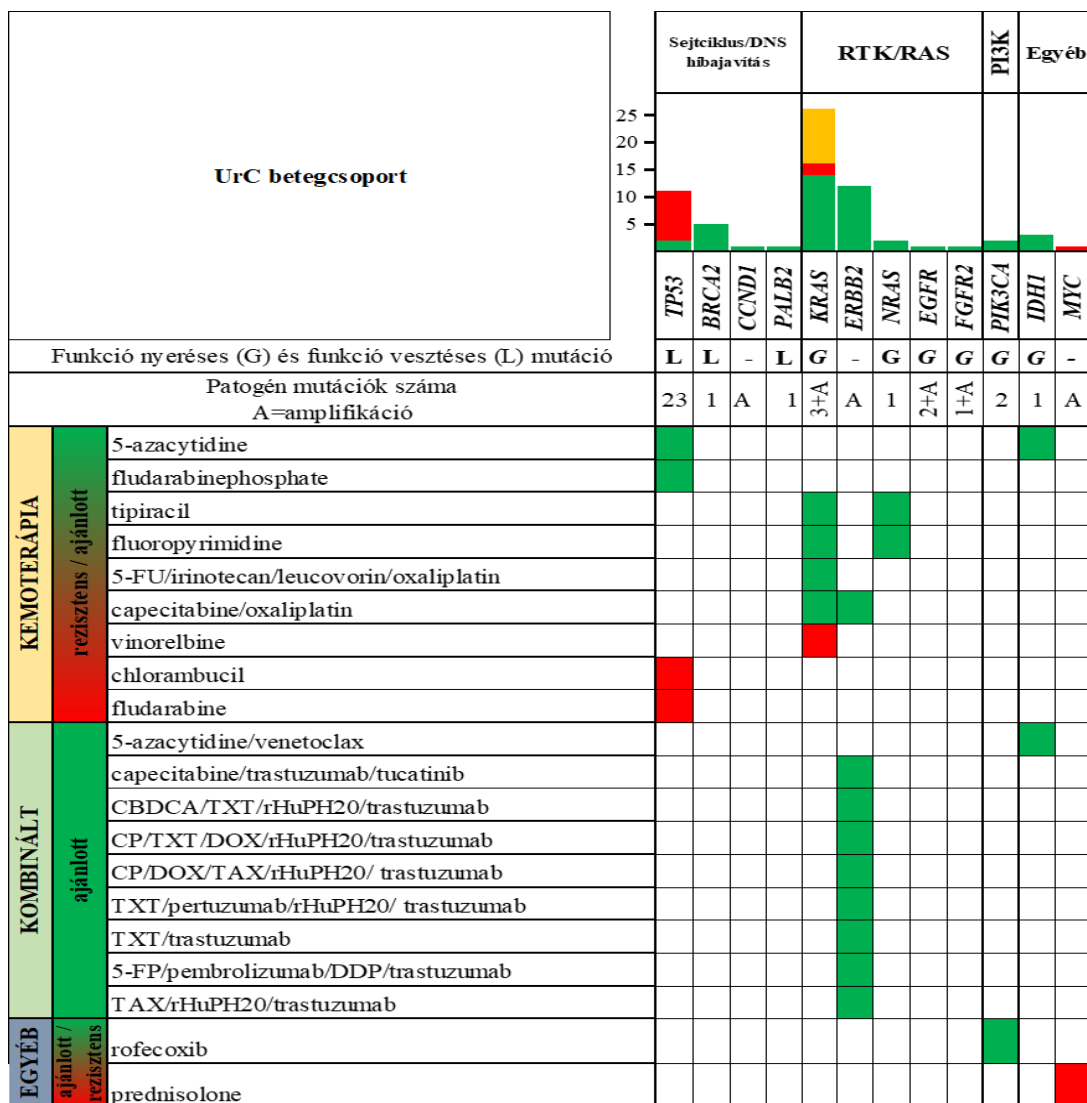 Sejtciklus/DNS
hibajavítás
RTK/RAS
PI3K
Egyéb
UrC betegcsoport
25
20
15
10
5
TP53
BRCA2
CCND1
PALB2
KRAS
ERBB2
NRAS
EGFR
FGFR2
PIK3CA
IDH1
MYC
Funkció nyeréses (G) és funkció vesztéses (L) mutáció L L - L G - G G G G G -
Patogén mutációk száma
A=amplifikáció
23 1 A 1 3+A A 1 2+A 1+A 2 1 A
KEMOTERÁPIA
rezisztens / ajánlott
5-azacytidine
fludarabinephosphate
tipiracil
fluoropyrimidine
5-FU/irinotecan/leucovorin/oxaliplatin
capecitabine/oxaliplatin
vinorelbine
chlorambucil
fludarabine
KOMBINÁLT
ajánlott
5-azacytidine/venetoclax
capecitabine/trastuzumab/tucatinib
CBDCA/TXT/rHuPH20/trastuzumab
CP/TXT/DOX/rHuPH20/trastuzumab
CP/DOX/TAX/rHuPH20/ trastuzumab
TXT/pertuzumab/rHuPH20/ trastuzumab
TXT/trastuzumab
5-FP/pembrolizumab/DDP/trastuzumab
TAX/rHuPH20/trastuzumab
EGYÉB
ajánlott /
rezisztens
rofecoxib
prednisolone